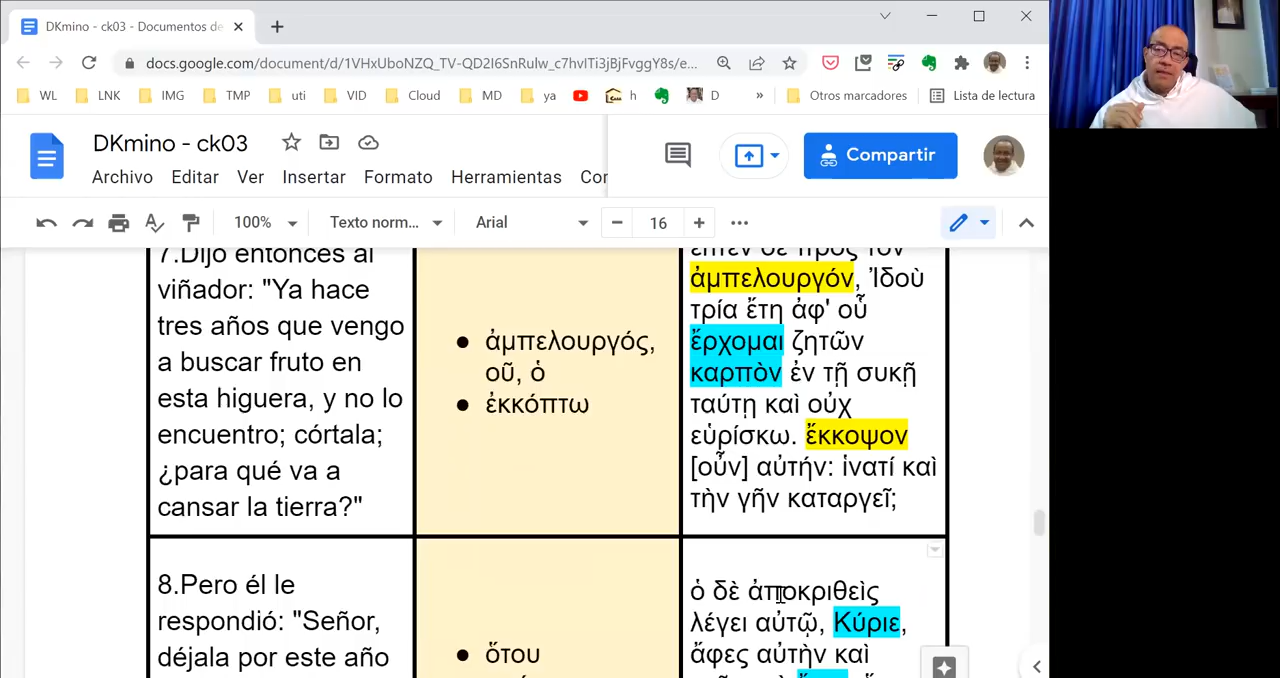 DKmino - ck03 - Documentos de
docs.google.com/document/d/1VHxUboNZQ_TV-QD2I6SnRulw_c7hvITi3jBjFvggY8s/e...
WL LNK IMG TMP uti VID Cloud MD ya h D » Otros marcadores Lista de lectura
DKmino - ck03
Archivo Editar Ver Insertar Formato Herramientas Cor
Compartir
100% Texto norm... Arial 16
7.Dijo entonces al
viñador: "Ya hace
tres años que vengo
a buscar fruto en
esta higuera, y no lo
encuentro; córtala;
¿para qué va a
cansar la tierra?"
● ἀμπελουργός,
οῦ, ὁ
● ἐκκόπτω
εἶπεν δὲ πρὸς τὸν
ἀμπελουργόν, Ἰδοὺ
τρία ἔτη ἀφ' οὗ
ἔρχομαι ζητῶν
καρπὸν ἐν τῇ συκῇ
ταύτῃ καὶ οὐχ
εὑρίσκω. ἔκκοψον
[οὖν] αὐτήν: ἱνατί καὶ
τὴν γῆν καταργεῖ;
8.Pero él le
respondió: "Señor,
déjala por este año
● ὅτου
ὁ δὲ ἀποκριθεὶς
λέγει αὐτῷ, Κύριε,
ἄφες αὐτὴν καὶ